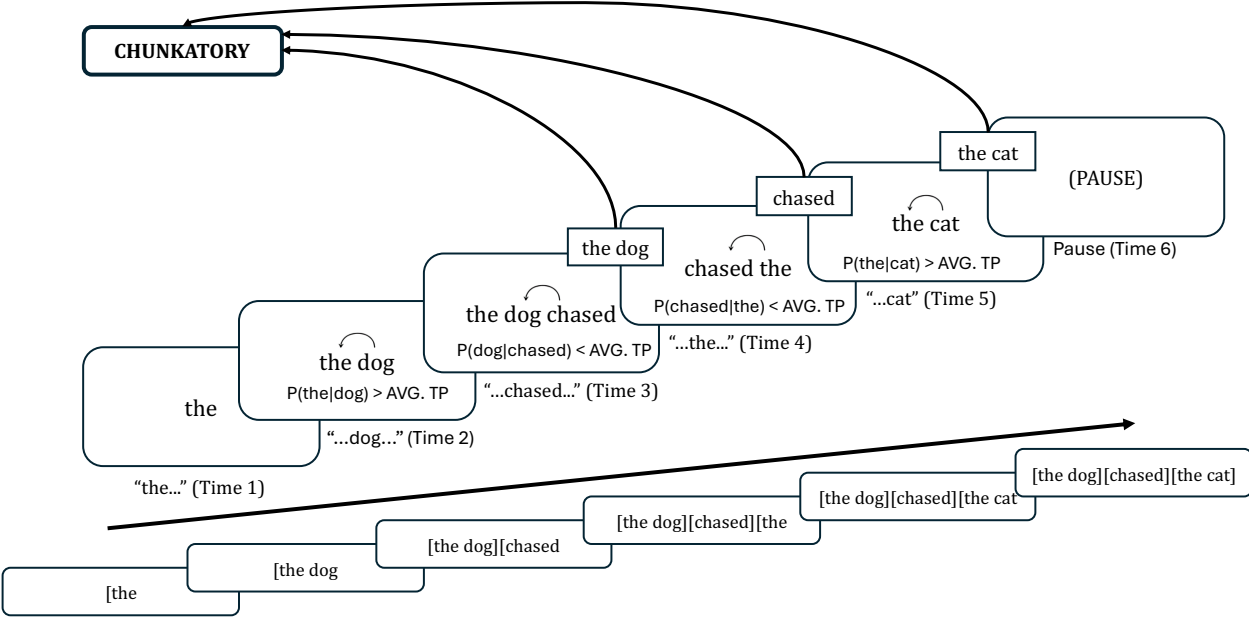 CHUNKATORY
the cat
(PAUSE)
Pause (Time 6)
chased
the cat
P(the|cat) > AVG. TP
“...cat” (Time 5)
the dog
chased the
P(chased|the) < AVG. TP
“...the...” (Time 4)
the dog chased
P(dog|chased) < AVG. TP
“...chased...” (Time 3)
the dog
P(the|dog) > AVG. TP
“...dog...” (Time 2)
the
“the...” (Time 1)
[the
[the dog
[the dog][chased
[the dog][chased][the
[the dog][chased][the cat
[the dog][chased][the cat]